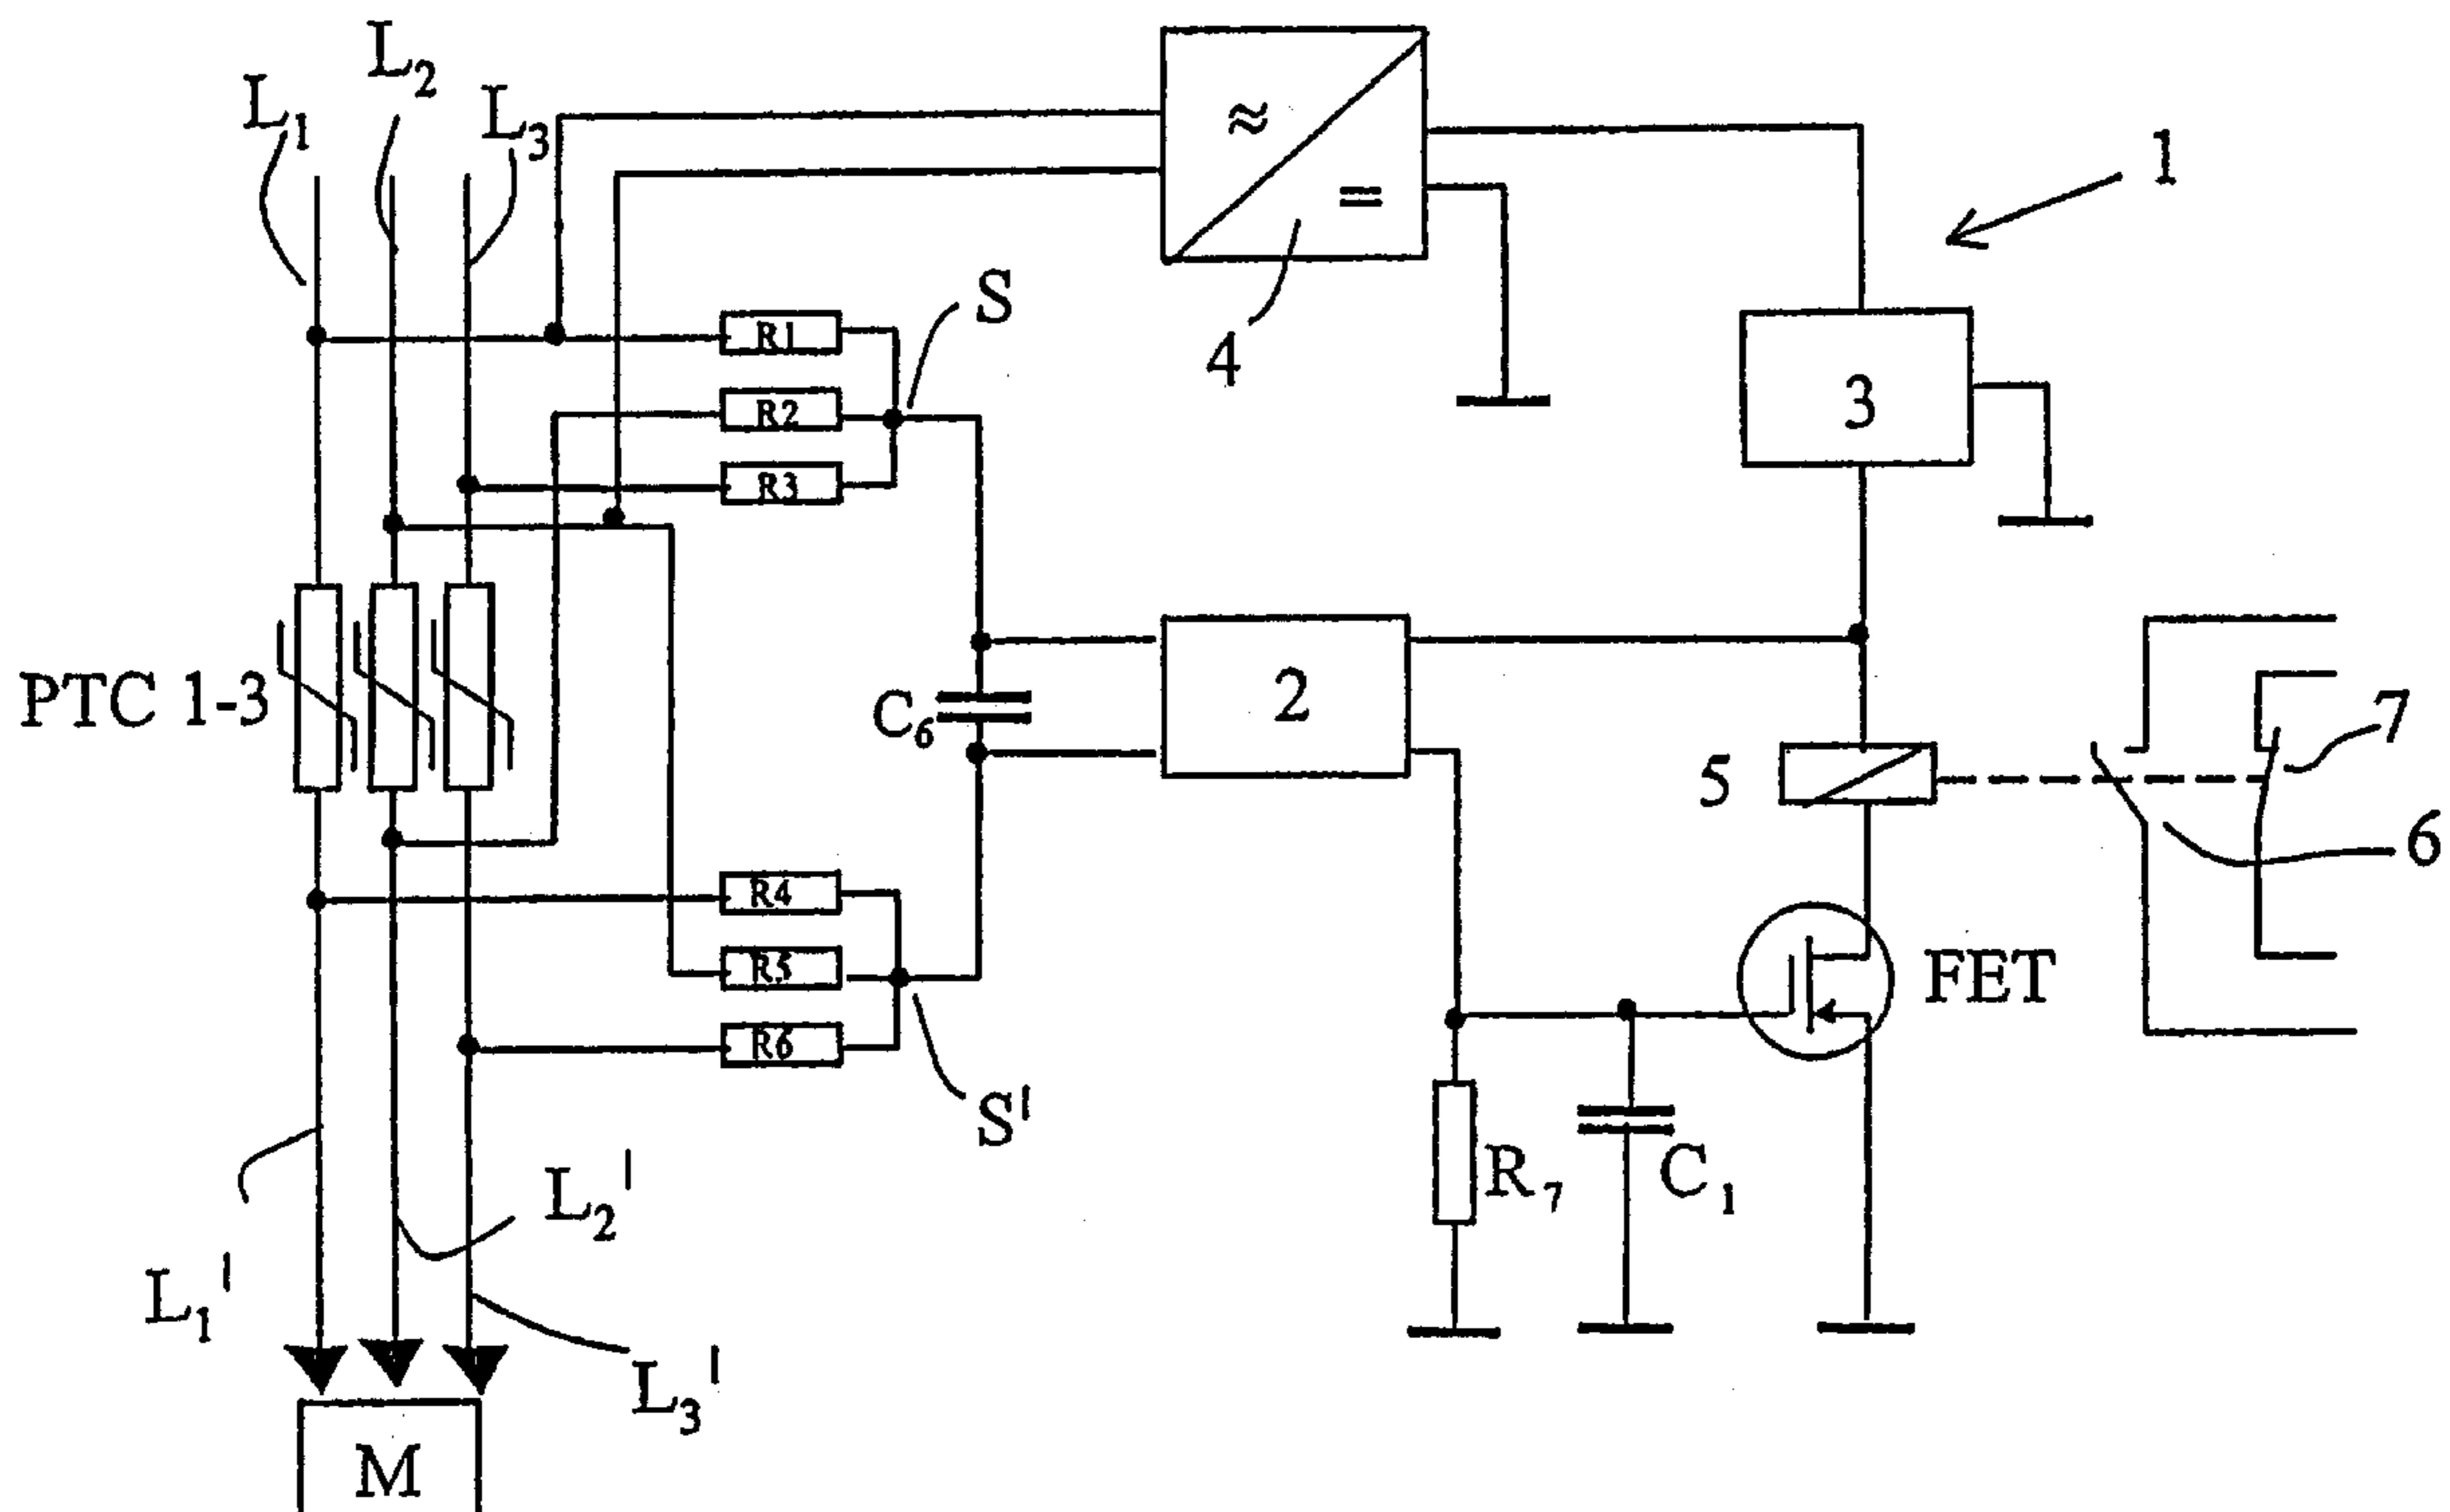 L2
L1
L3
≈
=
1
R1
S
4
R2
3
R3
PTC 1-3
C6
2
5
7
6
R4
R5
FET
R6
S'
L2'
R7
C1
L1'
L3'
M